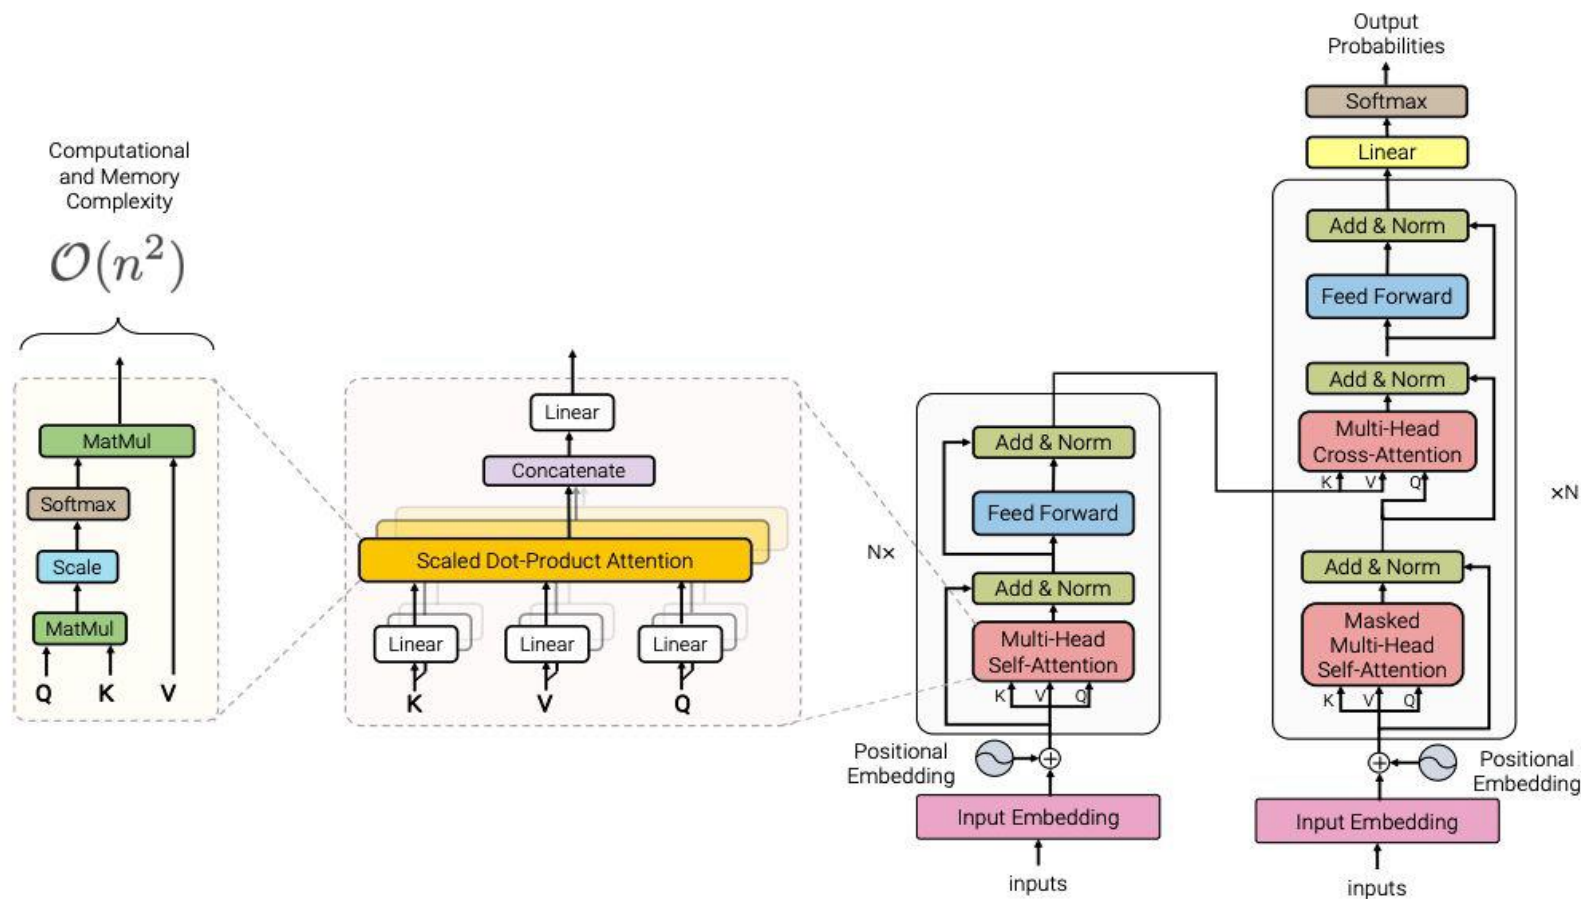 Computational
and Memory
Complexity
𝒪(n²)
MatMul
Softmax
Scale
MatMul
Q K V
Linear
Concatenate
Scaled Dot-Product Attention
Linear Linear Linear
K V Q
N×
Add & Norm
Feed Forward
Add & Norm
Multi-Head
Self-Attention
K V Q
Positional
Embedding
Input Embedding
inputs
Output
Probabilities
Softmax
Linear
Add & Norm
Feed Forward
Add & Norm
Multi-Head
Cross-Attention
K V Q
×N
Add & Norm
Masked
Multi-Head
Self-Attention
K V Q
Positional
Embedding
Input Embedding
inputs